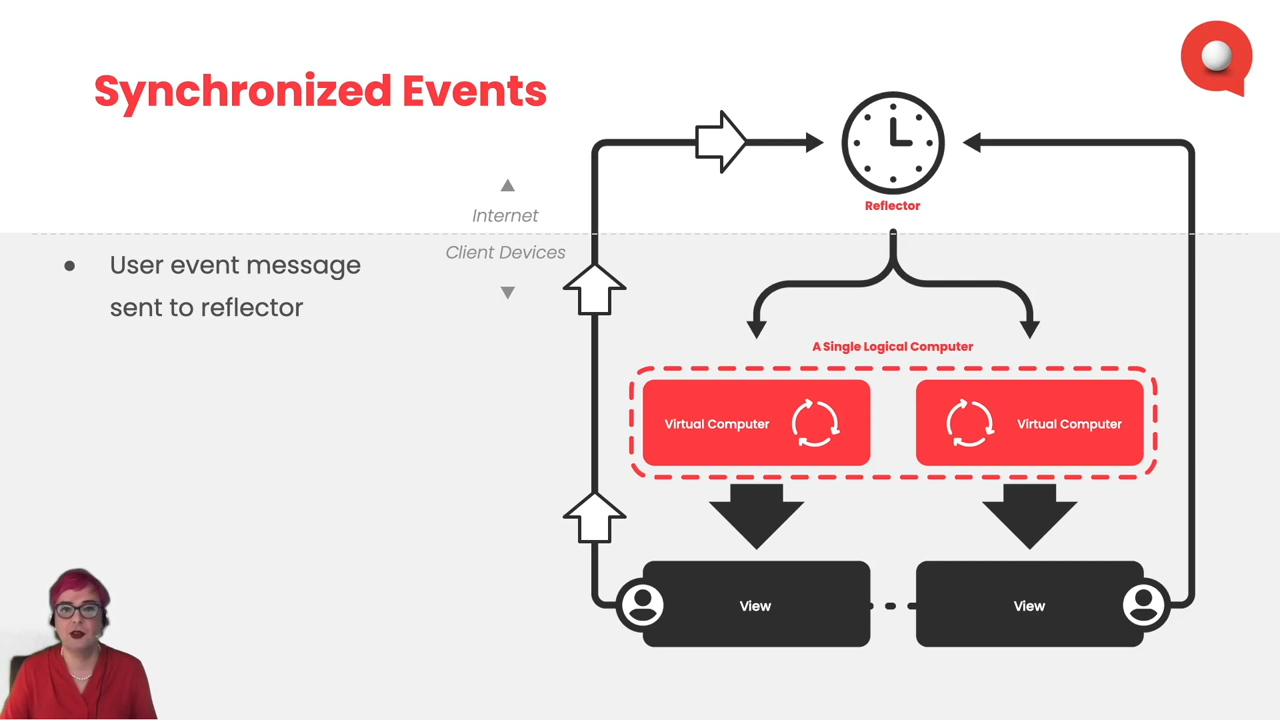 Synchronized Events
Internet
Client Devices
● User event message
sent to reflector
Reflector
A Single Logical Computer
Virtual Computer
Virtual Computer
View
View